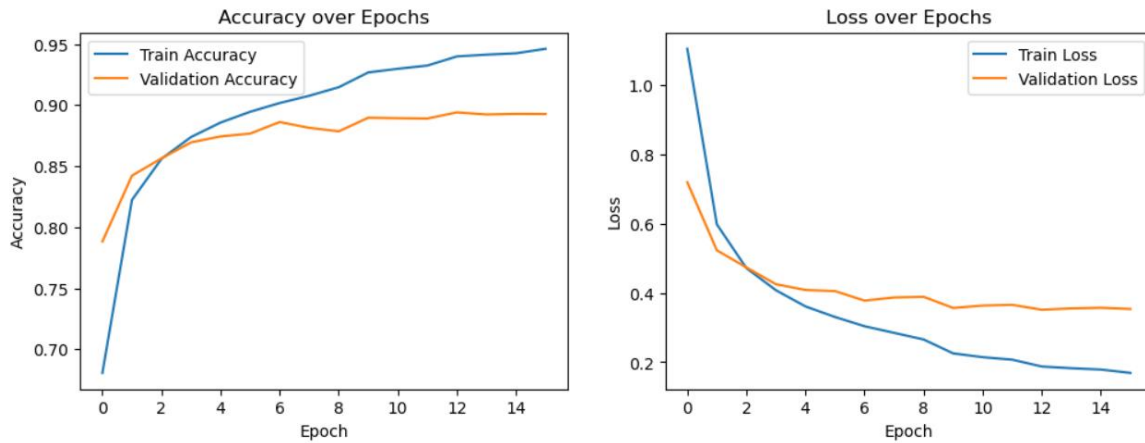 Accuracy over Epochs
Train Accuracy
Validation Accuracy
0.95
0.90
0.85
0.80
0.75
0.70
Accuracy
0 2 4 6 8 10 12 14
Epoch
Loss over Epochs
Train Loss
Validation Loss
1.0
0.8
0.6
0.4
0.2
Loss
0 2 4 6 8 10 12 14
Epoch